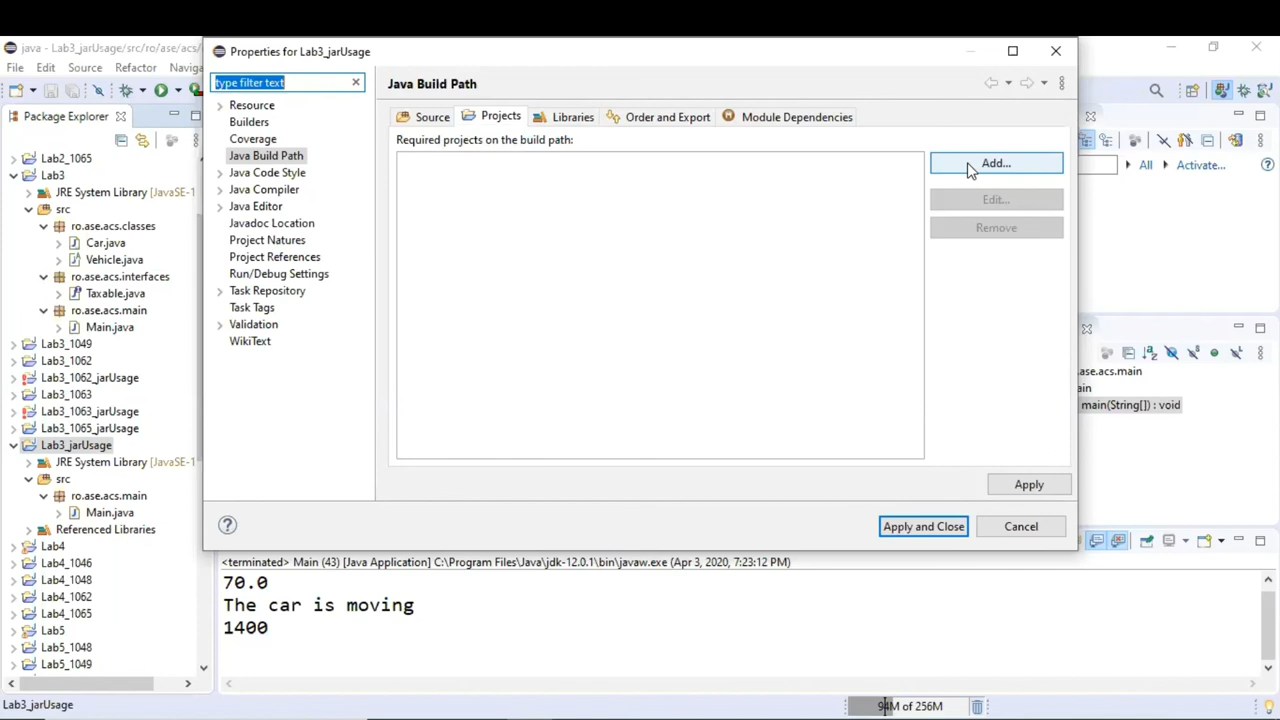 java - Lab3_jarUsage/src/ro/ase/acs/
Properties for Lab3_jarUsage
File Edit Source Refactor Naviga
type filter text
Java Build Path
Package Explorer
Resource
Builders
Coverage
Java Build Path
Java Code Style
Java Compiler
Java Editor
Javadoc Location
Project Natures
Project References
Run/Debug Settings
Task Repository
Task Tags
Validation
WikiText
Source Projects Libraries Order and Export Module Dependencies
Required projects on the build path:
Add...
Edit...
Remove
Apply
Apply and Close Cancel
All Activate...
Lab2_1065
Lab3
JRE System Library [JavaSE-1
src
ro.ase.acs.classes
Car.java
Vehicle.java
ro.ase.acs.interfaces
Taxable.java
ro.ase.acs.main
Main.java
Lab3_1049
Lab3_1062
Lab3_1062_jarUsage
Lab3_1063
Lab3_1063_jarUsage
Lab3_1065_jarUsage
Lab3_jarUsage
JRE System Library [JavaSE-1
src
ro.ase.acs.main
Main.java
Referenced Libraries
Lab4
Lab4_1046
Lab4_1048
Lab4_1062
Lab4_1065
Lab5
Lab5_1048
Lab5_1049
.ase.acs.main
ain
main(String[]) : void
<terminated> Main (43) [Java Application] C:\Program Files\Java\jdk-12.0.1\bin\javaw.exe (Apr 3, 2020, 7:23:12 PM)
70.0
The car is moving
1400
Lab3_jarUsage
94M of 256M